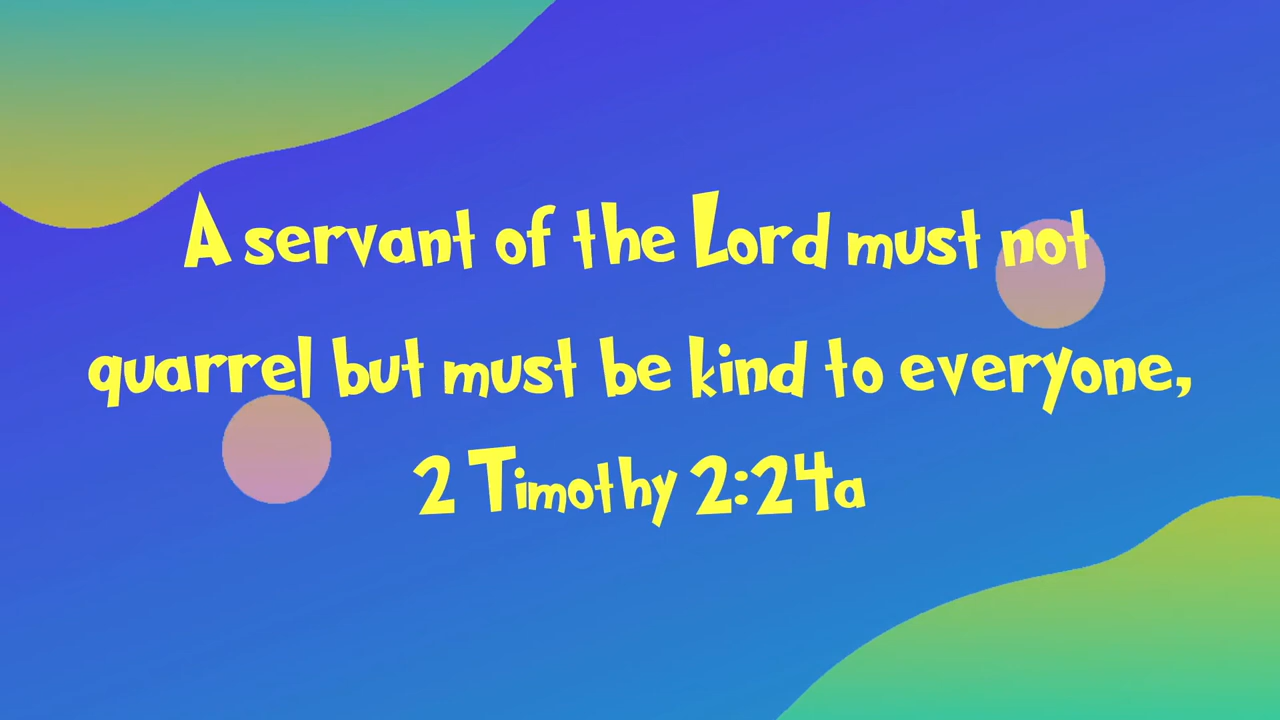 A servant of the Lord must not
quarrel but must be kind to everyone,
2 Timothy 2:24a